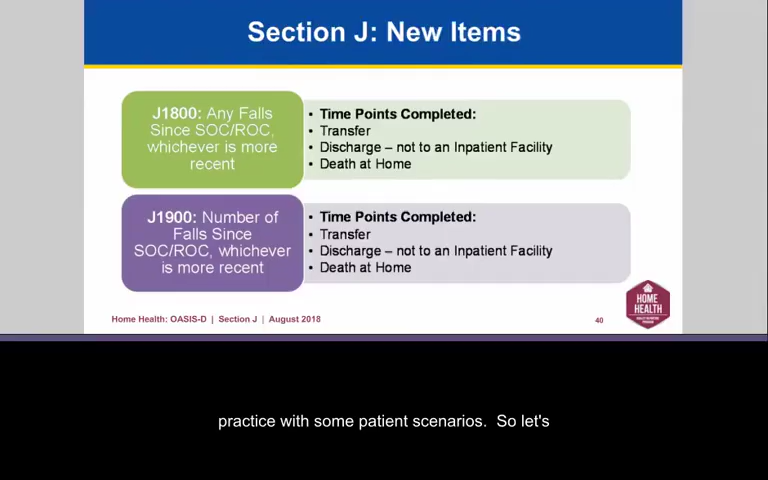 Section J: New Items
J1800: Any Falls
Since SOC/ROC,
whichever is more
recent
• Time Points Completed:
• Transfer
• Discharge – not to an Inpatient Facility
• Death at Home
J1900: Number of
Falls Since
SOC/ROC, whichever
is more recent
• Time Points Completed:
• Transfer
• Discharge – not to an Inpatient Facility
• Death at Home
Home Health: OASIS-D | Section J | August 2018
40
HOME
HEALTH
practice with some patient scenarios. So let's